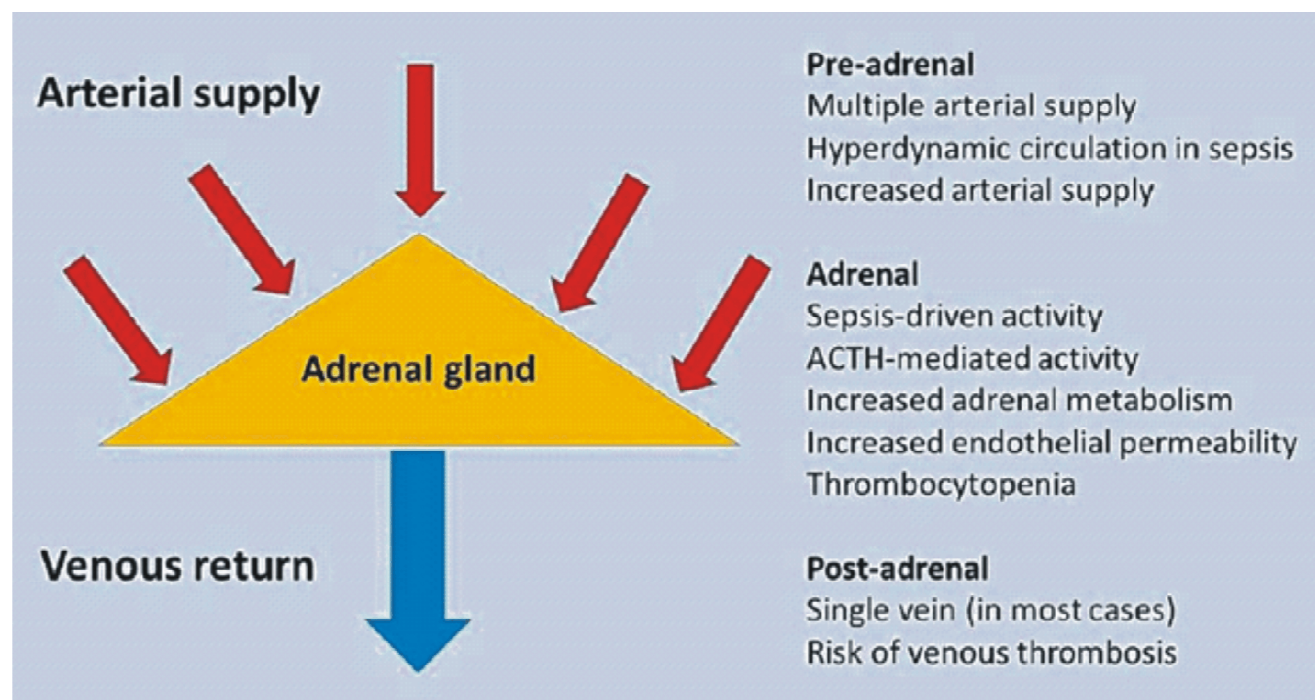 Arterial supply
Adrenal gland
Venous return
Pre-adrenal
Multiple arterial supply
Hyperdynamic circulation in sepsis
Increased arterial supply
Adrenal
Sepsis-driven activity
ACTH-mediated activity
Increased adrenal metabolism
Increased endothelial permeability
Thrombocytopenia
Post-adrenal
Single vein (in most cases)
Risk of venous thrombosis